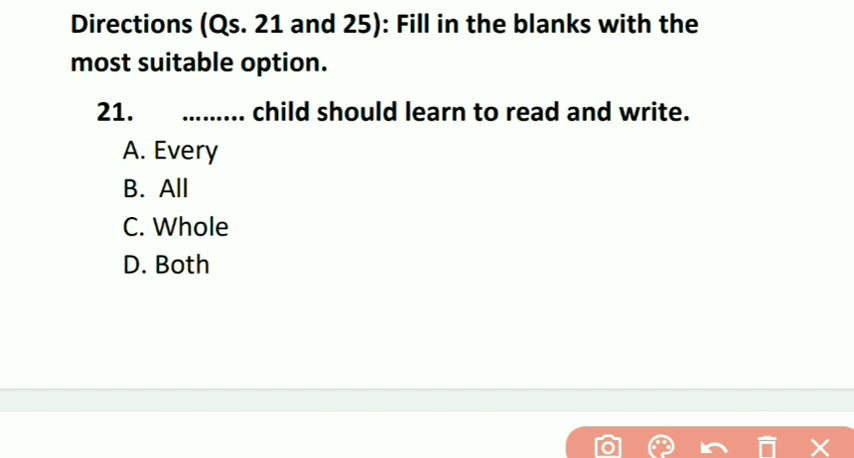 Directions (Qs. 21 and 25): Fill in the blanks with the
most suitable option.
21. ......... child should learn to read and write.
A. Every
B. All
C. Whole
D. Both